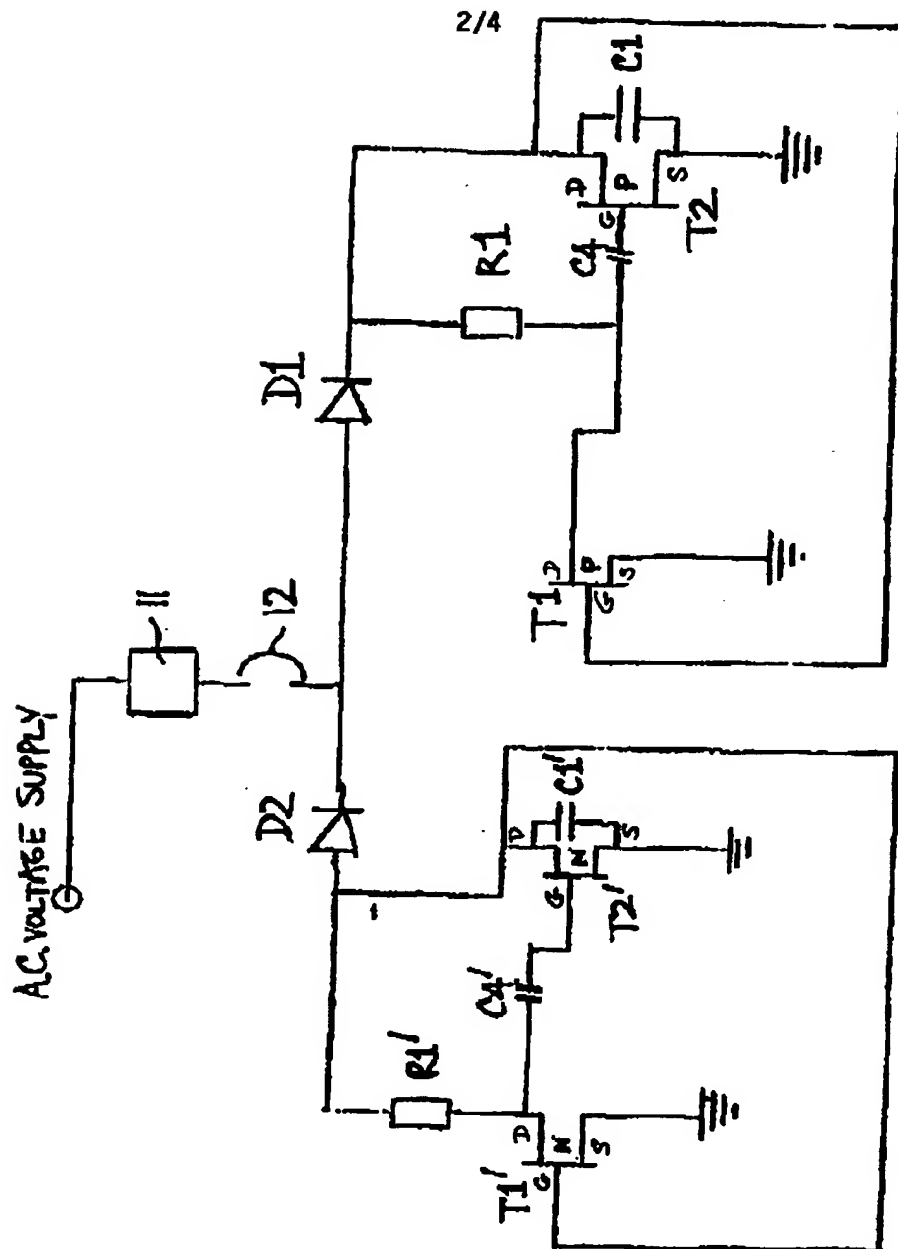 2/4
A.C. VOLTAGE SUPPLY
11
12
D2
D1
R1'
C4'
D
N
G
S
T1'
D
N
G
S
T2'
C1'
R1
C4
D
P
G
S
T1
D
P
G
S
T2
C1